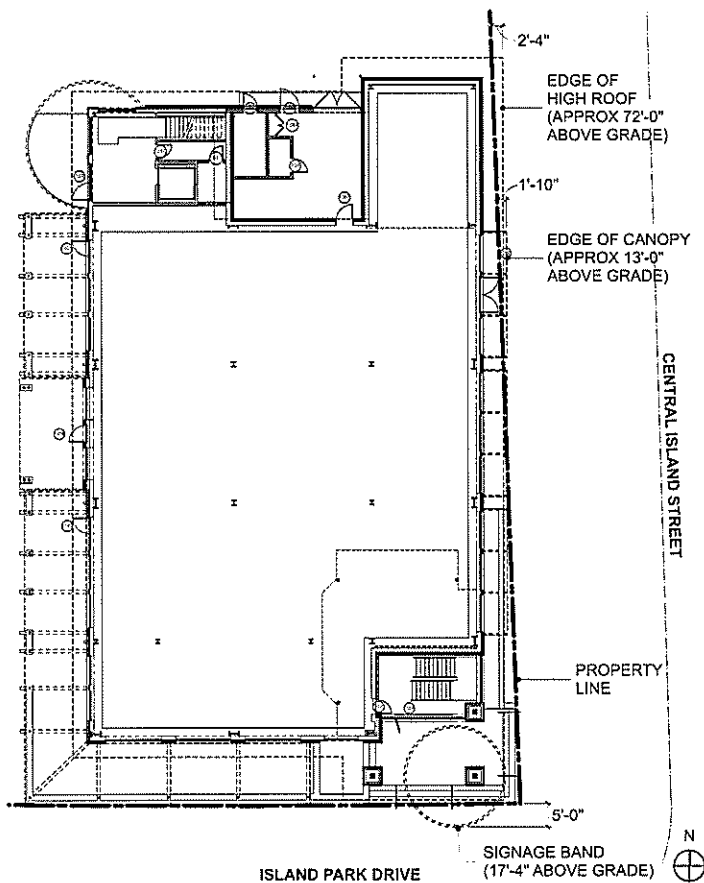 2'-4"
EDGE OF
HIGH ROOF
(APPROX 72'-0"
ABOVE GRADE)
1'-10"
EDGE OF CANOPY
(APPROX 13'-0"
ABOVE GRADE)
CENTRAL ISLAND STREET
PROPERTY
LINE
5'-0"
SIGNAGE BAND
(17'-4" ABOVE GRADE)
ISLAND PARK DRIVE
N